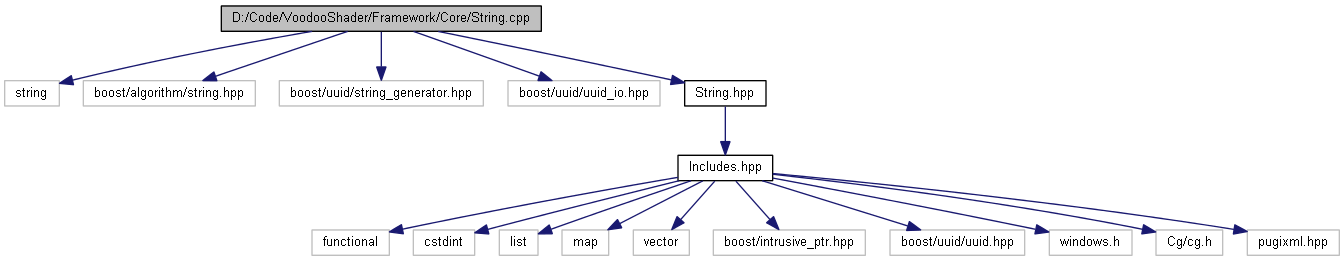 D:/Code/VoodooShader/Framework/Core/String.cpp
string
boost/algorithm/string.hpp
boost/uuid/string_generator.hpp
boost/uuid/uuid_io.hpp
String.hpp
Includes.hpp
functional
cstdint
list
map
vector
boost/intrusive_ptr.hpp
boost/uuid/uuid.hpp
windows.h
Cg/cg.h
pugixml.hpp